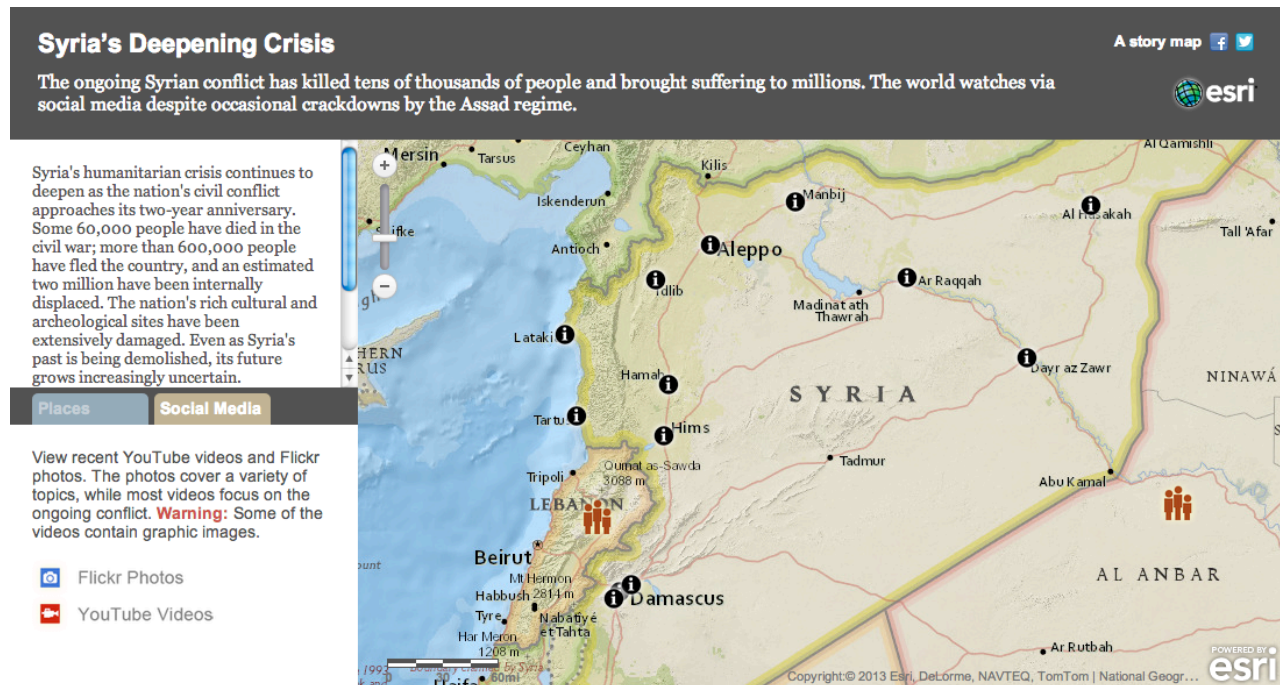 Syria's Deepening Crisis
A story map
The ongoing Syrian conflict has killed tens of thousands of people and brought suffering to millions. The world watches via
social media despite occasional crackdowns by the Assad regime.
esri
Syria's humanitarian crisis continues to
deepen as the nation's civil conflict
approaches its two-year anniversary.
Some 60,000 people have died in the
civil war; more than 600,000 people
have fled the country, and an estimated
two million have been internally
displaced. The nation's rich cultural and
archeological sites have been
extensively damaged. Even as Syria's
past is being demolished, its future
grows increasingly uncertain.
Places
Social Media
View recent YouTube videos and Flickr
photos. The photos cover a variety of
topics, while most videos focus on the
ongoing conflict. Warning: Some of the
videos contain graphic images.
Flickr Photos
YouTube Videos
Mersin
Tarsus
Ceyhan
Kilis
Al Qamishli
Iskenderun
Manbij
Al Hasakah
Tall 'Afar
Antioch
Aleppo
Idlib
Ar Raqqah
Madinat ath
Thawrah
Lataki
HERN
RUS
Hamah
Dayr az Zawr
NINAWÁ
SYRIA
Tartus
Hims
Tadmur
Qurnat as-Sawda
3088 m
Tripoli
Abu Kamal
LEBANON
Beirut
Mt Hermon
2814 m
AL ANBAR
Habbush
Damascus
Tyre
Nabatiyé
et Tahta
Har Meron
1208 m
Ar Rutbah
0 30 60mi
Haifa
Copyright:© 2013 Esri, DeLorme, NAVTEQ, TomTom | National Geogr...
POWERED BY
esri